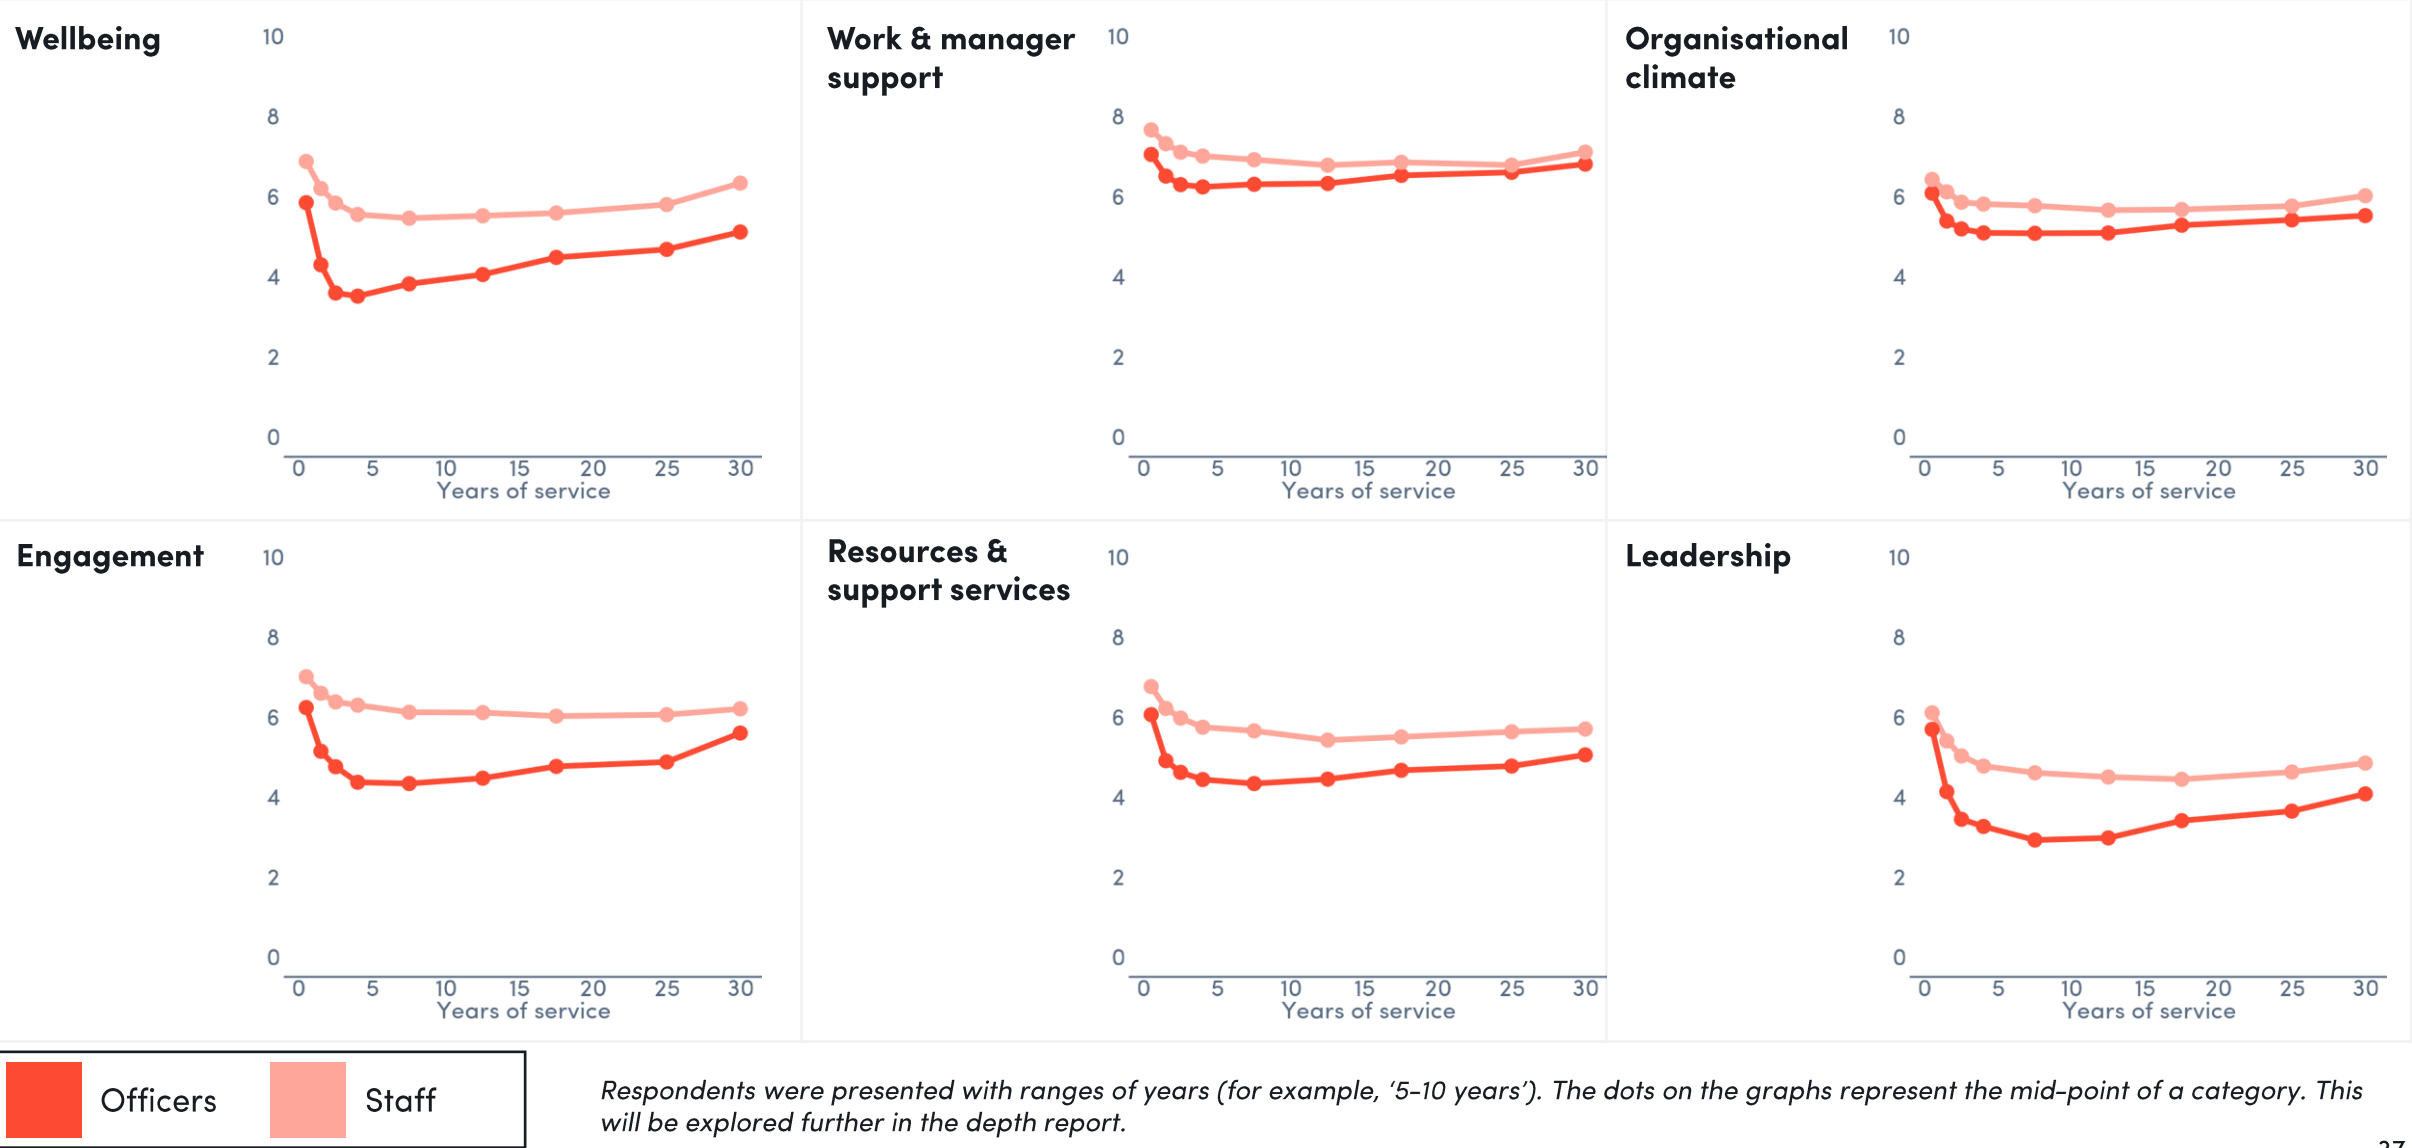 Wellbeing
10
8
6
4
2
0
0 5 10 15 20 25 30
Years of service
Work & manager
support
10
8
6
4
2
0
0 5 10 15 20 25 30
Years of service
Organisational
climate
10
8
6
4
2
0
0 5 10 15 20 25 30
Years of service
Engagement
10
8
6
4
2
0
0 5 10 15 20 25 30
Years of service
Resources &
support services
10
8
6
4
2
0
0 5 10 15 20 25 30
Years of service
Leadership
10
8
6
4
2
0
0 5 10 15 20 25 30
Years of service
Officers Staff
Respondents were presented with ranges of years (for example, ‘5-10 years’). The dots on the graphs represent the mid-point of a category. This
will be explored further in the depth report.